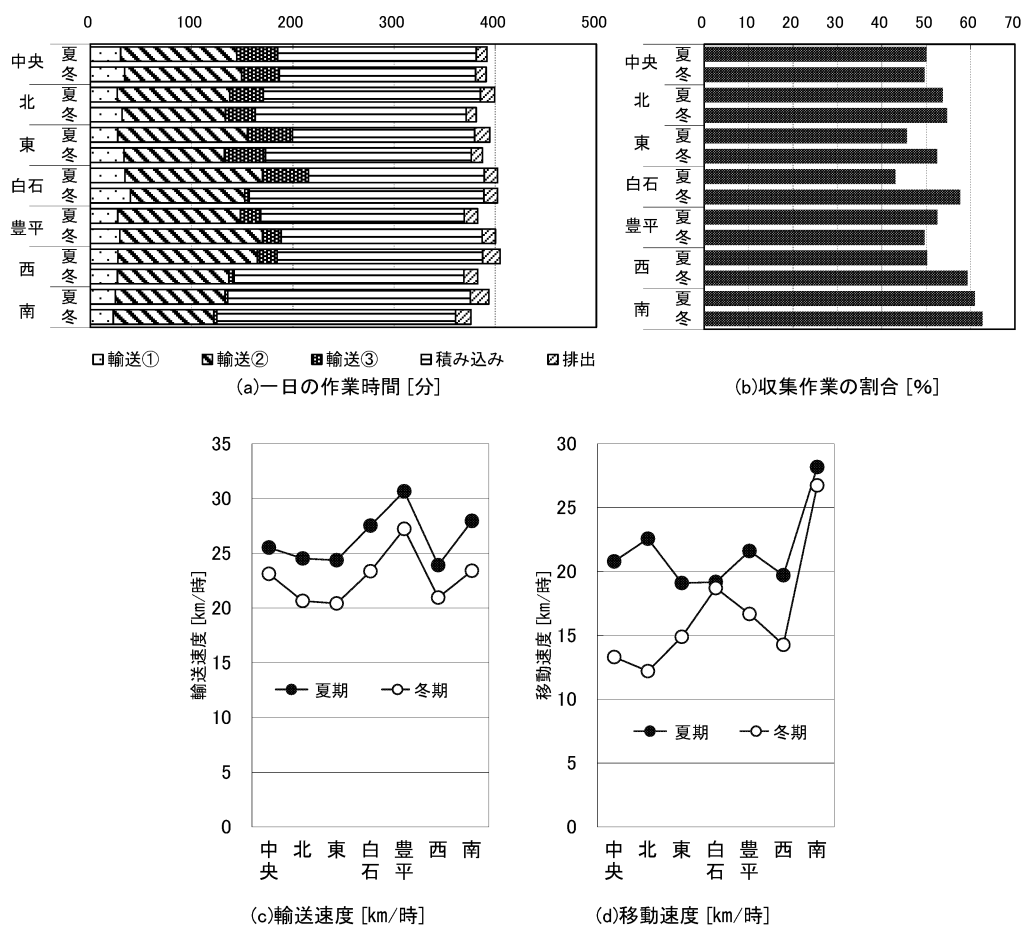 0 100 200 300 400 500
中央 夏
冬
北 夏
冬
東 夏
冬
白石 夏
冬
豊平 夏
冬
西 夏
冬
南 夏
冬
輸送① 輸送② 輸送③ 積み込み 排出
(a)一日の作業時間[分]
0 10 20 30 40 50 60 70
中央 夏
冬
北 夏
冬
東 夏
冬
白石 夏
冬
豊平 夏
冬
西 夏
冬
南 夏
冬
(b)収集作業の割合[%]
35
30
25
20
15
10
5
0
輸送速度[km/時]
夏期 冬期
中央 北 東 白石 豊平 西 南
(c)輸送速度[km/時]
30
25
20
15
10
5
0
移動速度[km/時]
夏期 冬期
中央 北 東 白石 豊平 西 南
(d)移動速度[km/時]